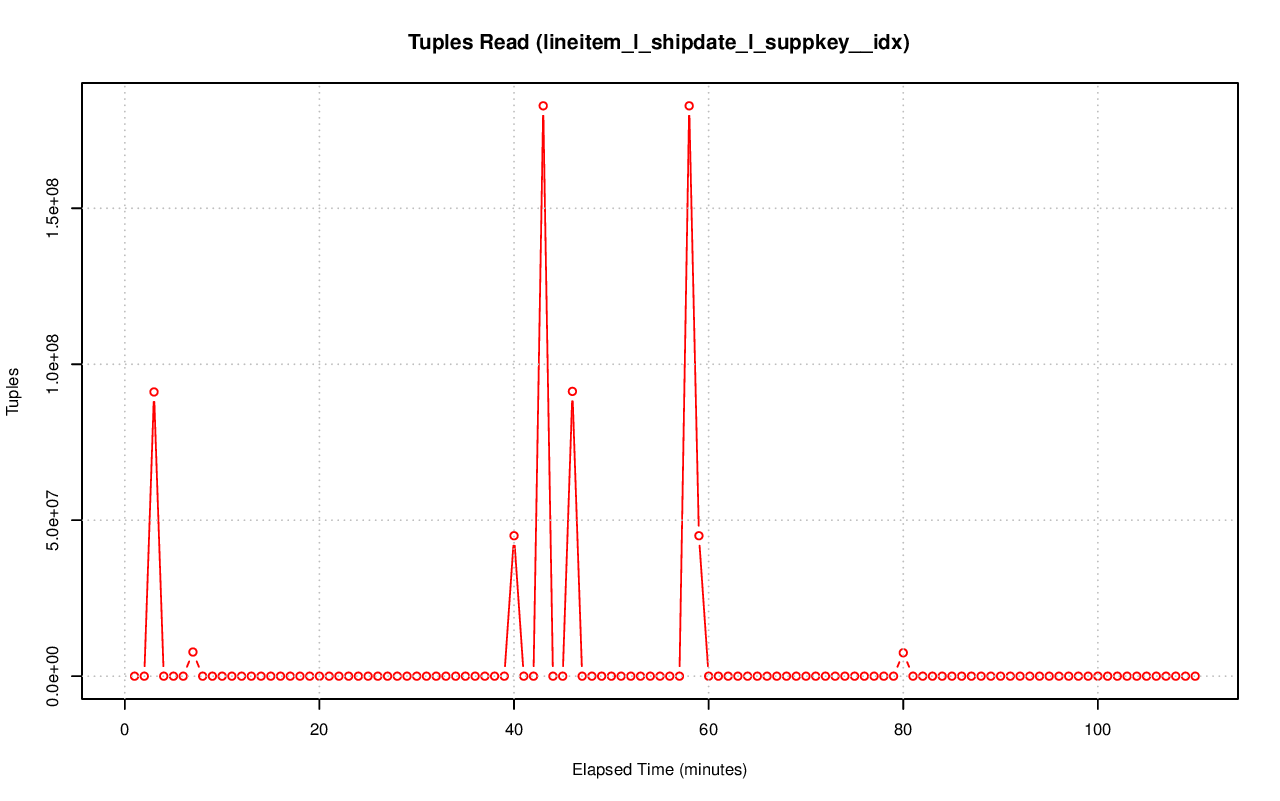 Tuples Read (lineitem_l_shipdate_l_suppkey__idx)
1.5e+08
1.0e+08
5.0e+07
0.0e+00
Tuples
0 20 40 60 80 100
Elapsed Time (minutes)